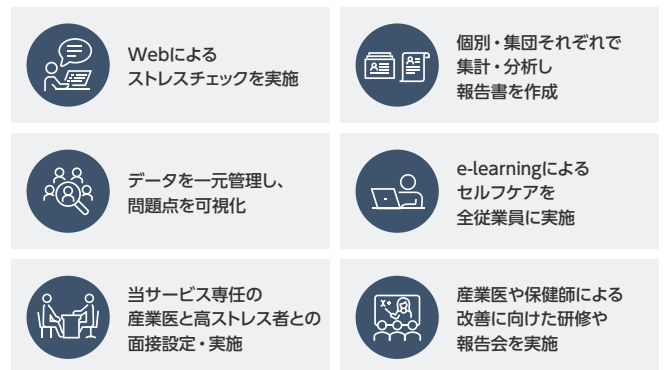 Webによる
ストレスチェックを実施
個別・集団それぞれで
集計・分析し
報告書を作成
データを一元管理し、
問題点を可視化
e-learningによる
セルフケアを
全従業員に実施
当サービス専任の
産業医と高ストレス者との
面接設定・実施
産業医や保健師による
改善に向けた研修や
報告会を実施